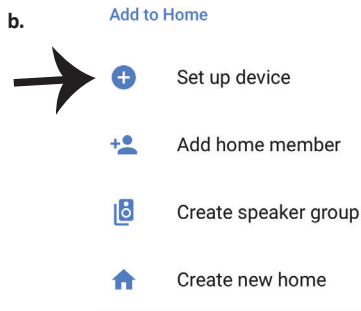 b.
Add to Home
Set up device
Add home member
Create speaker group
Create new home